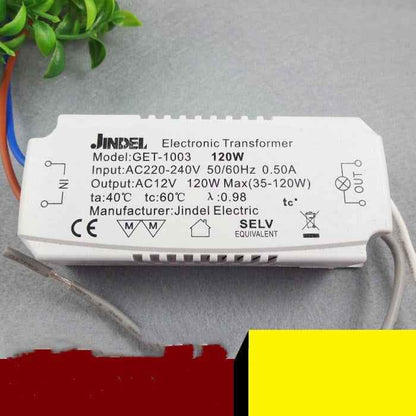 JINDEL Electronic Transformer
Model:GET-1003 120W
Input:AC220-240V 50/60Hz 0.50A
Output:AC12V 120W Max(35-120W)
ta:40℃ tc:60℃ λ:0.98 tc
Manufacturer:Jindel Electric
IN
OUT
CE M M SELV
EQUIVALENT